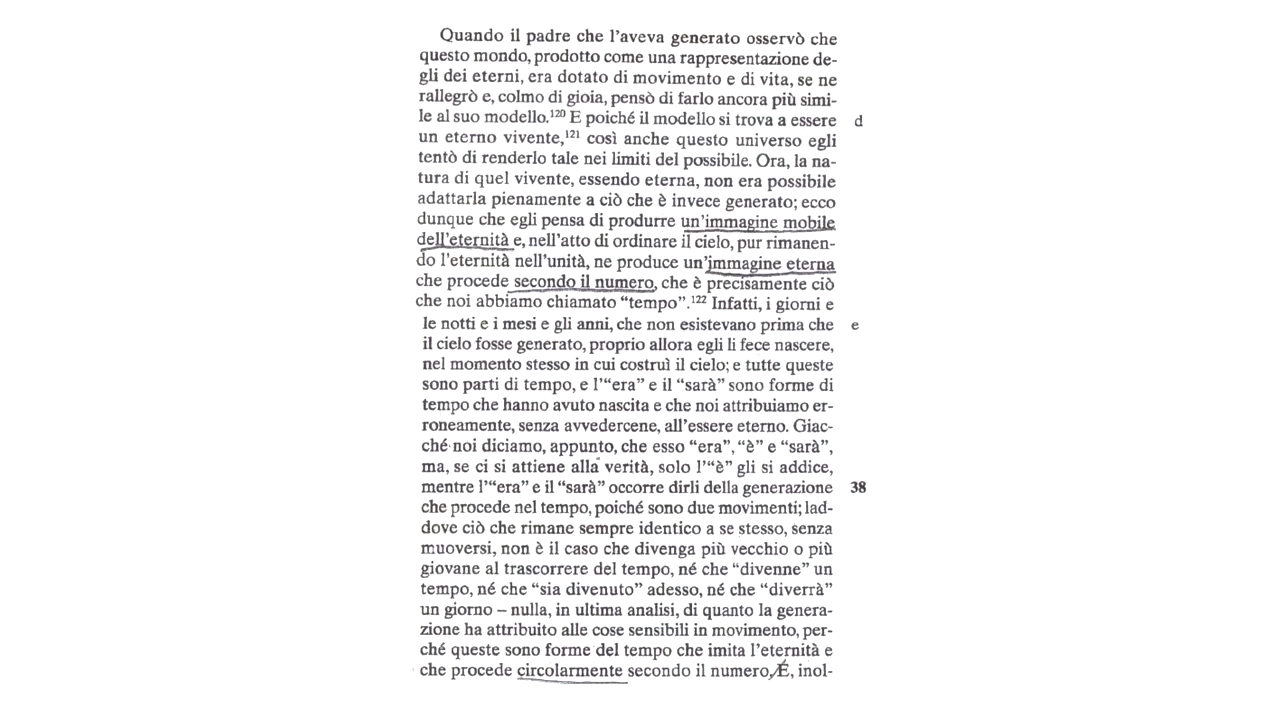 Quando il padre che l'aveva generato osservò che
questo mondo, prodotto come una rappresentazione de-
gli dei eterni, era dotato di movimento e di vita, se ne
rallegrò e, colmo di gioia, pensò di farlo ancora più simi-
le al suo modello.¹²⁰ E poiché il modello si trova a essere d
un eterno vivente,¹²¹ così anche questo universo egli
tentò di renderlo tale nei limiti del possibile. Ora, la na-
tura di quel vivente, essendo eterna, non era possibile
adattarla pienamente a ciò che è invece generato; ecco
dunque che egli pensa di produrre un'immagine mobile
dell'eternità e, nell'atto di ordinare il cielo, pur rimanen-
do l'eternità nell'unità, ne produce un'immagine eterna
che procede secondo il numero, che è precisamente ciò
che noi abbiamo chiamato “tempo”.¹²² Infatti, i giorni e
le notti e i mesi e gli anni, che non esistevano prima che e
il cielo fosse generato, proprio allora egli li fece nascere,
nel momento stesso in cui costruì il cielo; e tutte queste
sono parti di tempo, e l'“era” e il “sarà” sono forme di
tempo che hanno avuto nascita e che noi attribuiamo er-
roneamente, senza avvedercene, all'essere eterno. Giac-
ché noi diciamo, appunto, che esso “era”, “è” e “sarà”,
ma, se ci si attiene alla verità, solo l'“è” gli si addice,
mentre l'“era” e il “sarà” occorre dirli della generazione 38
che procede nel tempo, poiché sono due movimenti; lad-
dove ciò che rimane sempre identico a se stesso, senza
muoversi, non è il caso che divenga più vecchio o più
giovane al trascorrere del tempo, né che “divenne” un
tempo, né che “sia divenuto” adesso, né che “diverrà”
un giorno – nulla, in ultima analisi, di quanto la genera-
zione ha attribuito alle cose sensibili in movimento, per-
ché queste sono forme del tempo che imita l'eternità e
che procede circolarmente secondo il numero. E, inol-